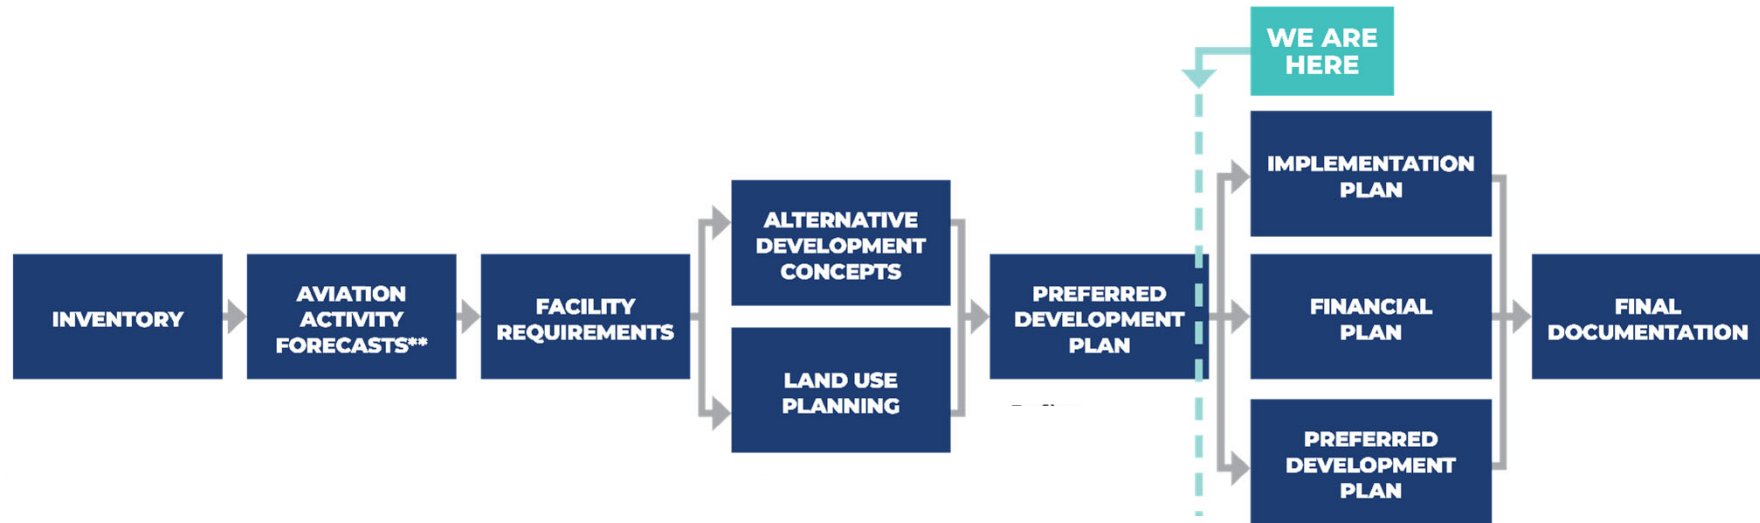 WE ARE
HERE
INVENTORY
AVIATION
ACTIVITY
FORECASTS**
FACILITY
REQUIREMENTS
ALTERNATIVE
DEVELOPMENT
CONCEPTS
LAND USE
PLANNING
PREFERRED
DEVELOPMENT
PLAN
IMPLEMENTATION
PLAN
FINANCIAL
PLAN
PREFERRED
DEVELOPMENT
PLAN
FINAL
DOCUMENTATION